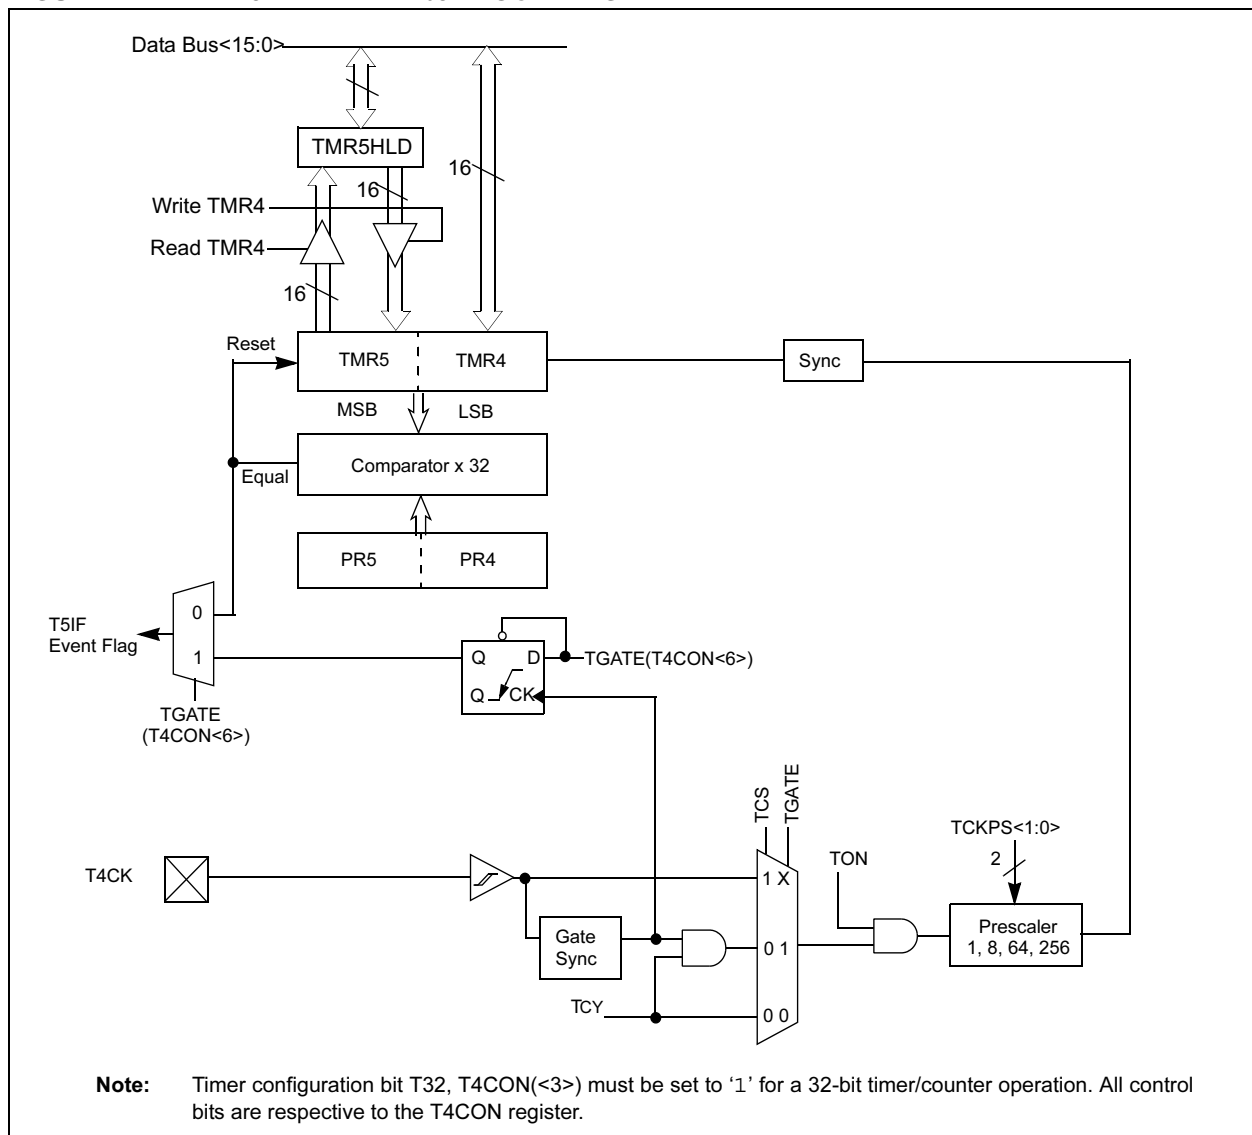 Data Bus<15:0>
TMR5HLD
16
16
Write TMR4
Read TMR4
16
Reset
TMR5
TMR4
Sync
MSB
LSB
Comparator x 32
Equal
PR5
PR4
0
1
T5IF
Event Flag
Q
D
TGATE(T4CON<6>)
Q
CK
TGATE
(T4CON<6>)
TCS
TGATE
TCKPS<1:0>
2
TON
T4CK
1 X
Gate
Sync
0 1
Prescaler
1, 8, 64, 256
TCY
0 0
Note: Timer configuration bit T32, T4CON(<3>) must be set to ‘1’ for a 32-bit timer/counter operation. All control
bits are respective to the T4CON register.